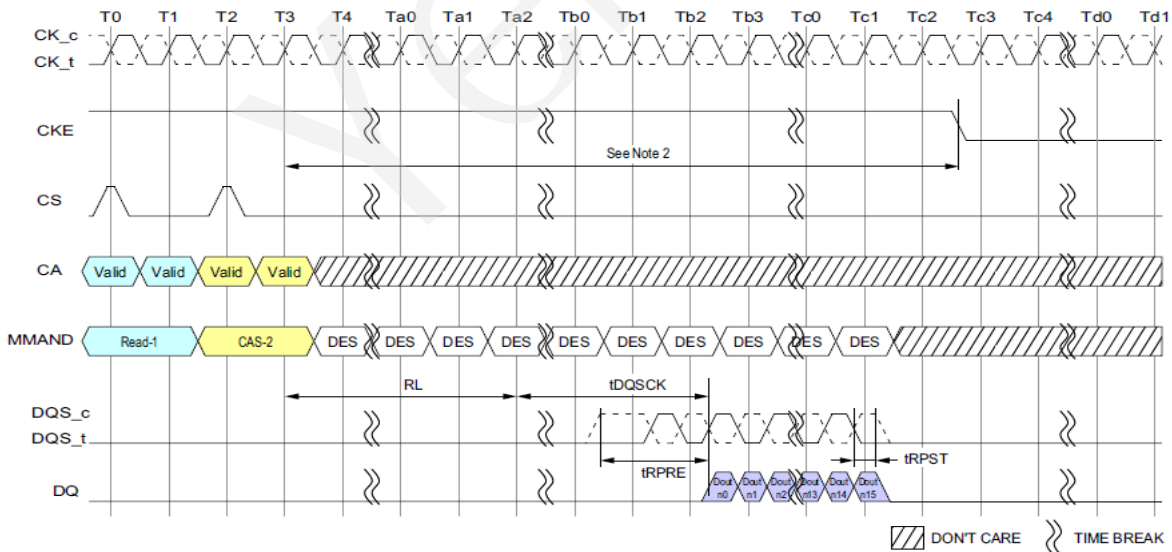 T0 T1 T2 T3 T4 Ta0 Ta1 Ta2 Tb0 Tb1 Tb2 Tb3 Tc0 Tc1 Tc2 Tc3 Tc4 Td0 Td1
CK_c
CK_t
CKE
See Note 2
CS
CA Valid Valid Valid Valid
MMAND Read-1 CAS-2 DES DES DES DES DES DES DES DES DES DES
RL tDQSCK
DQS_c
DQS_t
tRPRE tRPST
DQ Dout n0 Dout n1 Dout n2 Dout n13 Dout n14 Dout n15
DON'T CARE TIME BREAK